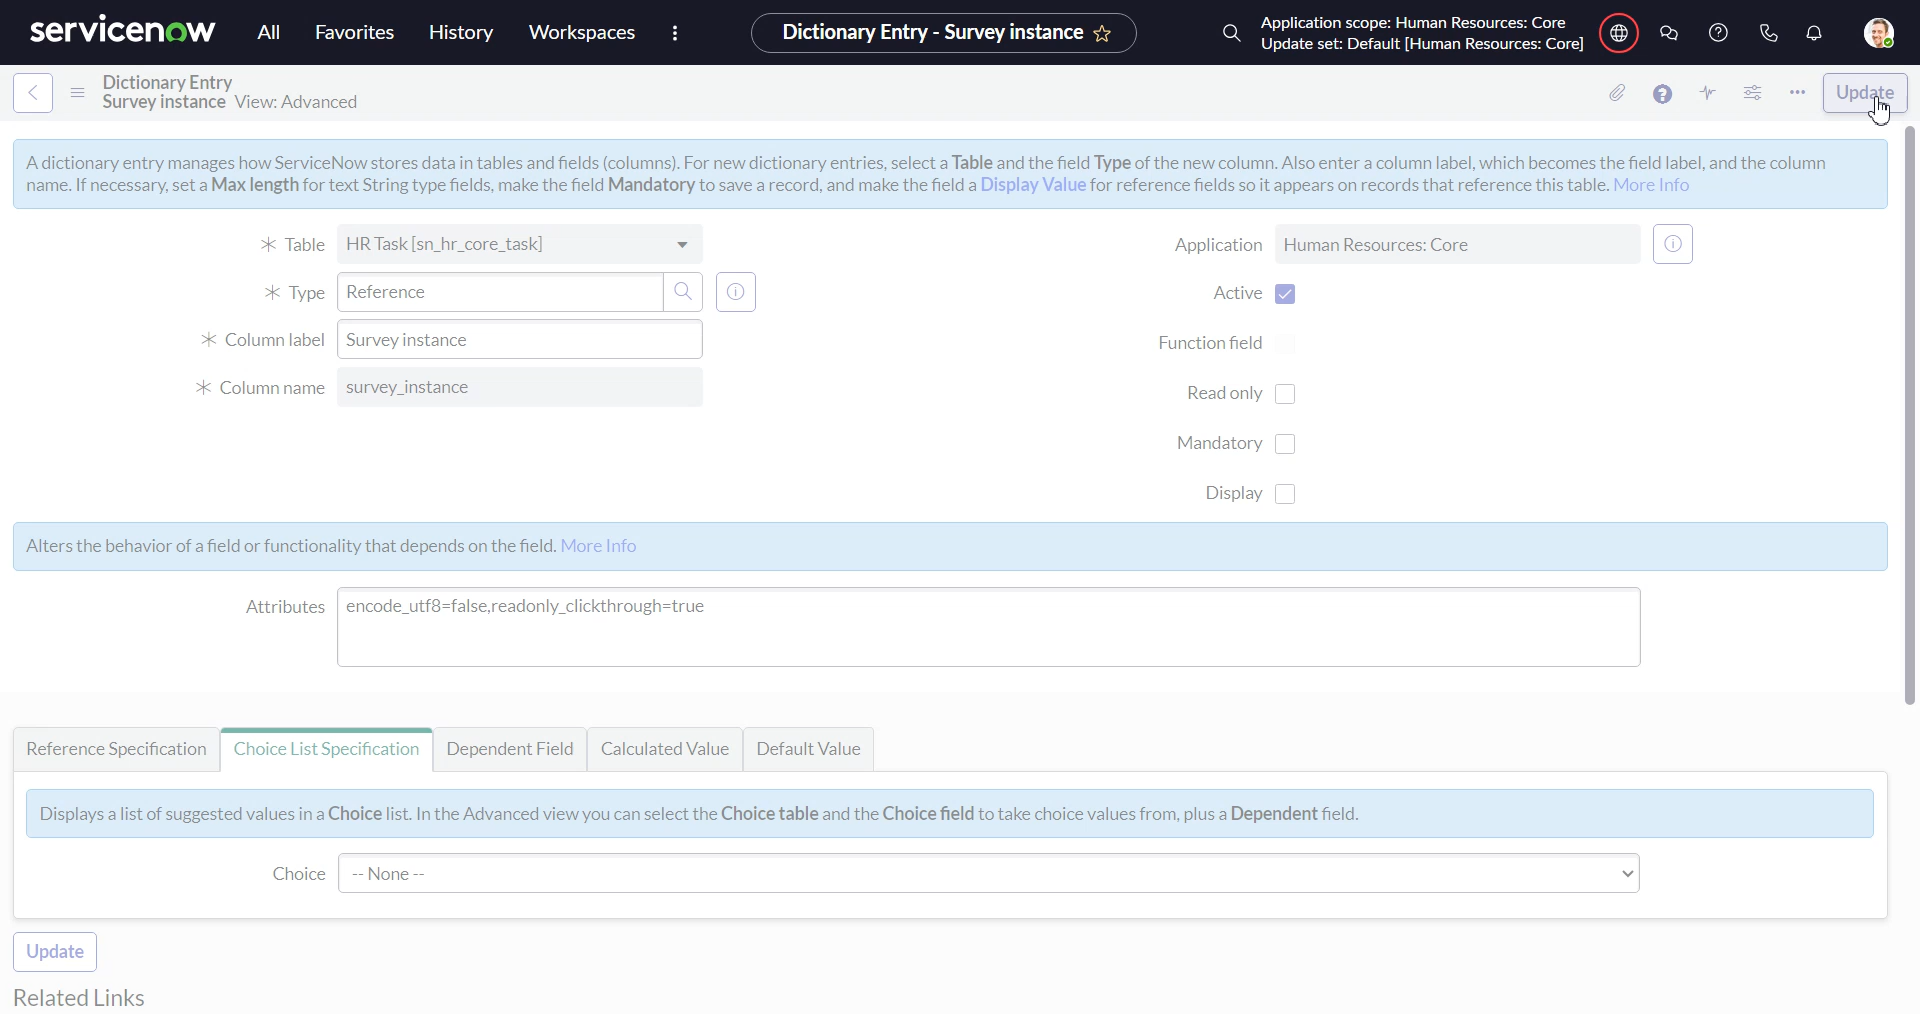 servicenow
All
Favorites
History
Workspaces
Dictionary Entry - Survey instance
Application scope: Human Resources: Core
Update set: Default [Human Resources: Core]
Dictionary Entry
Survey instance View: Advanced
Update
A dictionary entry manages how ServiceNow stores data in tables and fields (columns). For new dictionary entries, select a Table and the field Type of the new column. Also enter a column label, which becomes the field label, and the column
name. If necessary, set a Max length for text String type fields, make the field Mandatory to save a record, and make the field a Display Value for reference fields so it appears on records that reference this table. More Info
Table HR Task [sn_hr_core_task]
Application Human Resources: Core
Type Reference
Active
Column label Survey instance
Function field
Column name survey_instance
Read only
Mandatory
Display
Alters the behavior of a field or functionality that depends on the field. More Info
Attributes encode_utf8=false,readonly_clickthrough=true
Reference Specification
Choice List Specification
Dependent Field
Calculated Value
Default Value
Displays a list of suggested values in a Choice list. In the Advanced view you can select the Choice table and the Choice field to take choice values from, plus a Dependent field.
Choice -- None --
Update
Related Links